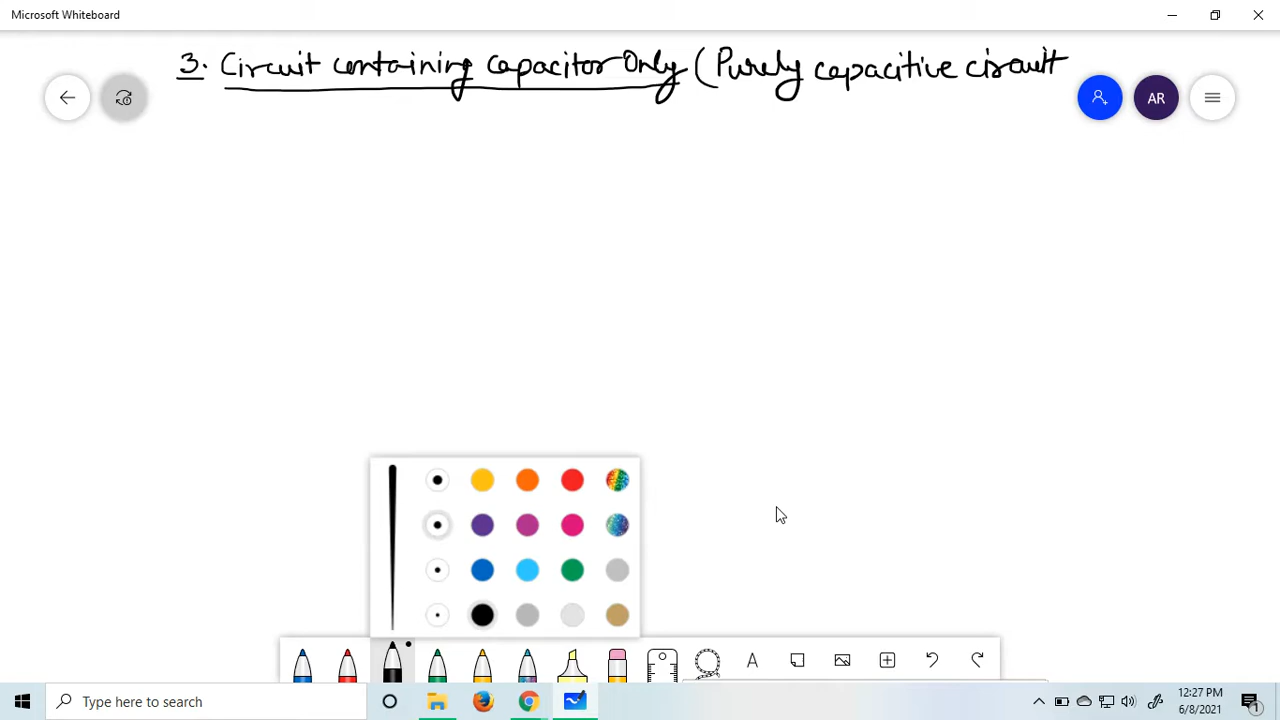 Microsoft Whiteboard
3. Circuit containing capacitor Only (Purely capacitive circuit
AR
A
Type here to search
12:27 PM
6/8/2021
1